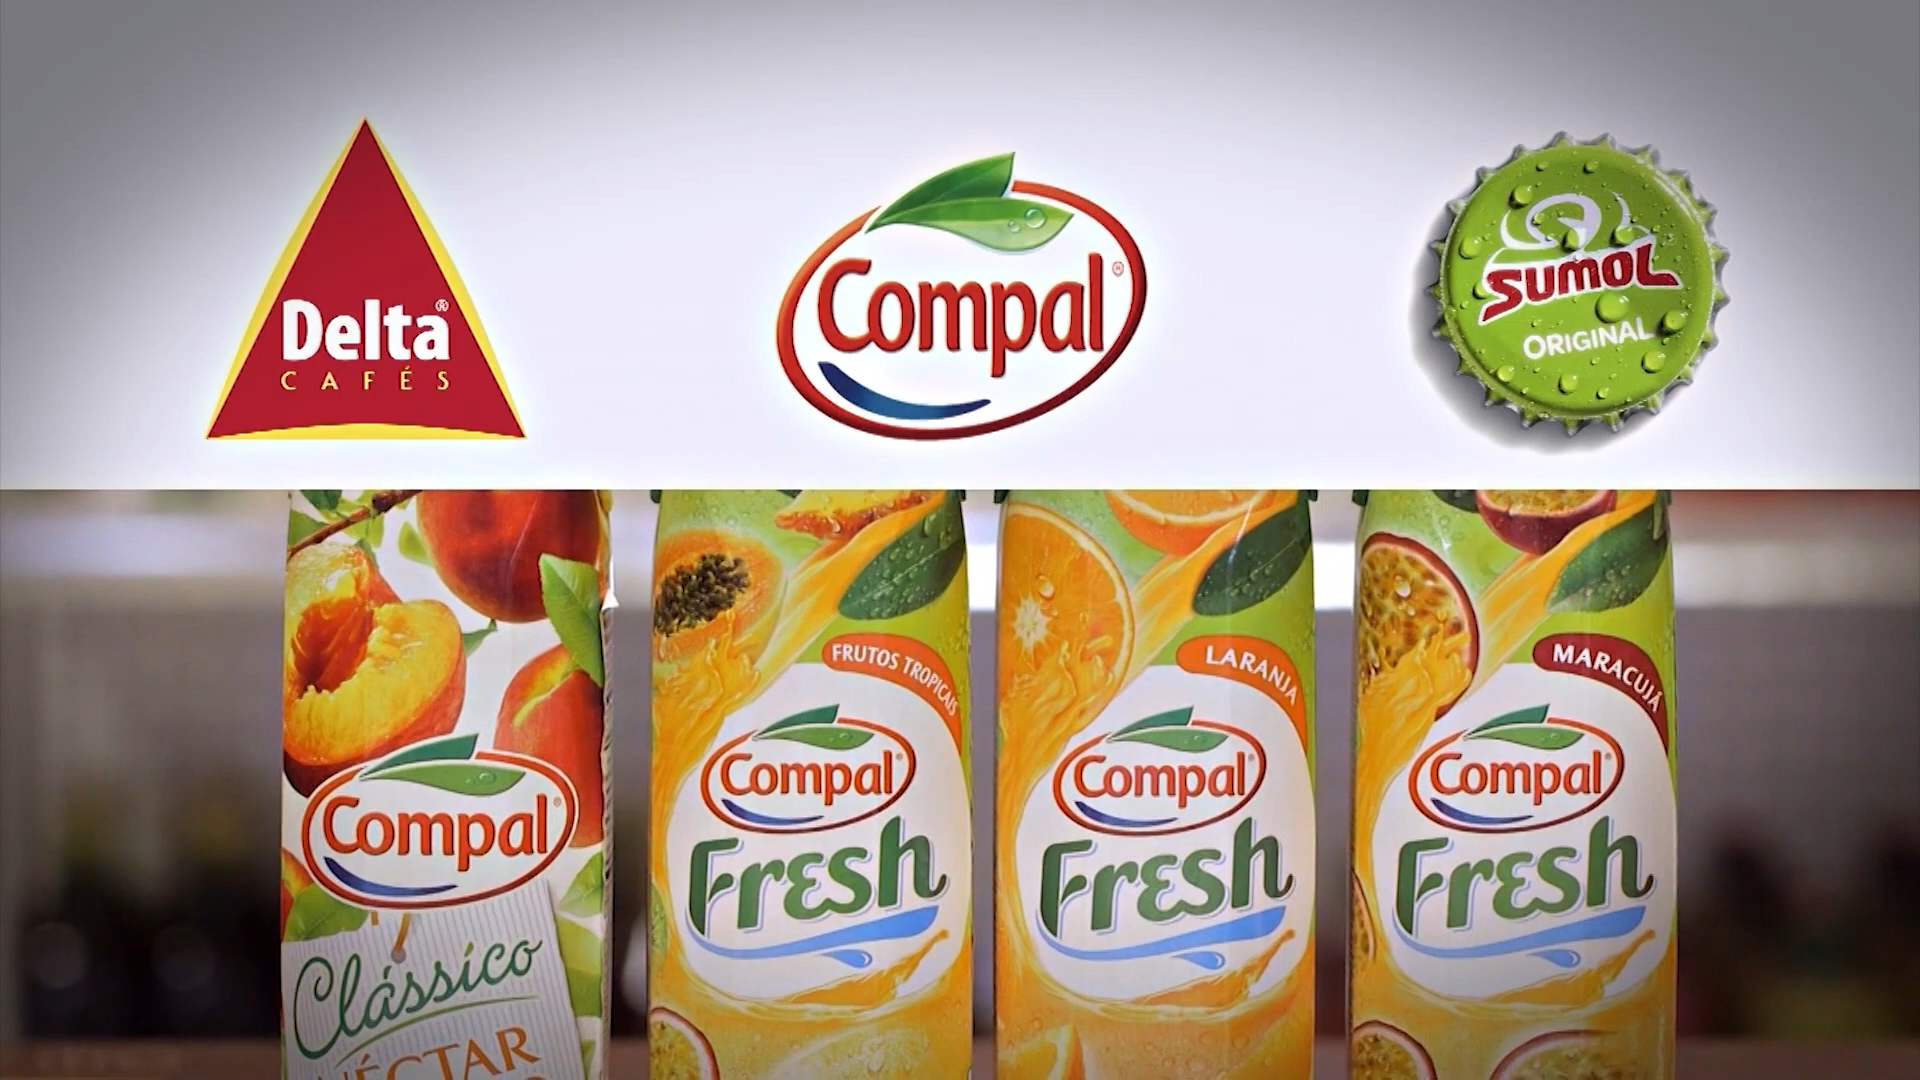 Delta®
CAFÉS
Compal®
SUMOL
ORIGINAL
Compal®
Clássico
NÉCTAR
FRUTOS TROPICAIS
Compal®
Fresh
LARANJA
Compal®
Fresh
MARACUJÁ
Compal®
Fresh